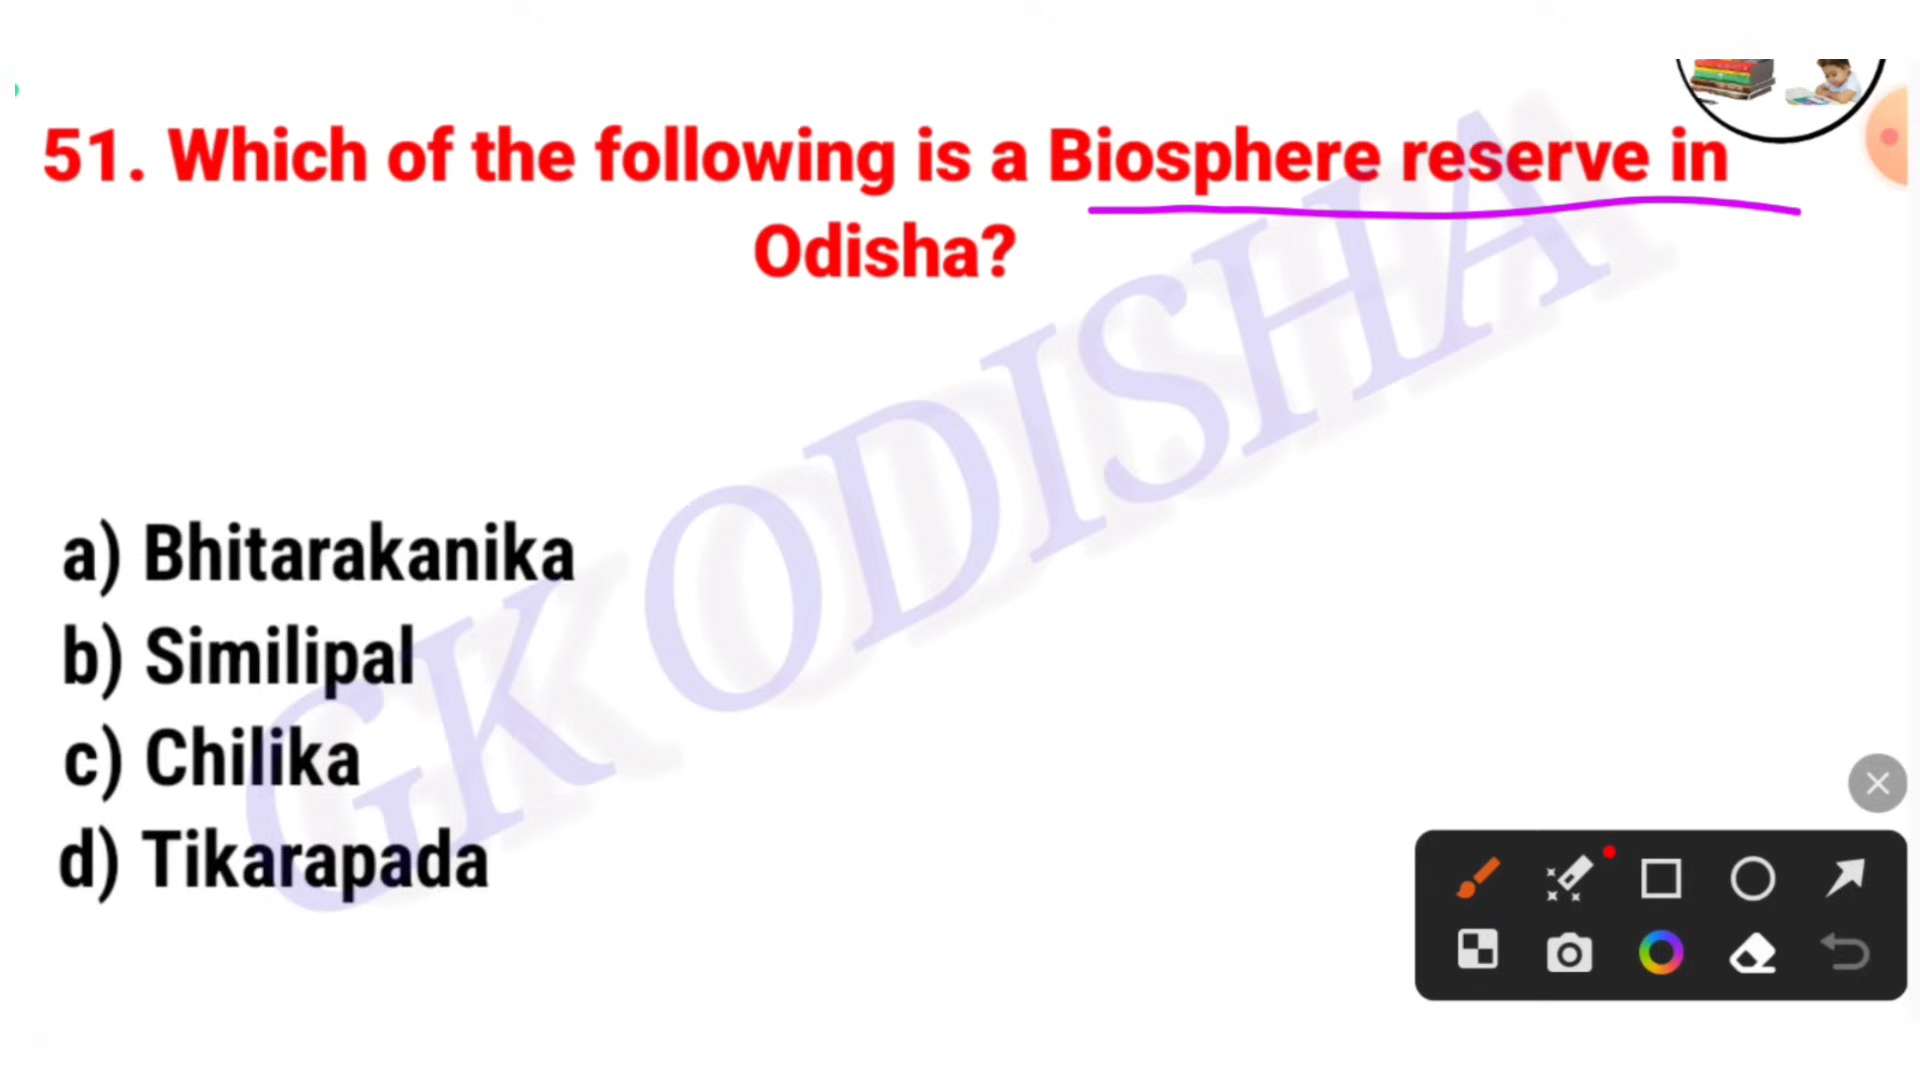 51. Which of the following is a Biosphere reserve in
Odisha?
a) Bhitarakanika
b) Similipal
c) Chilika
d) Tikarapada
GK ODISHA